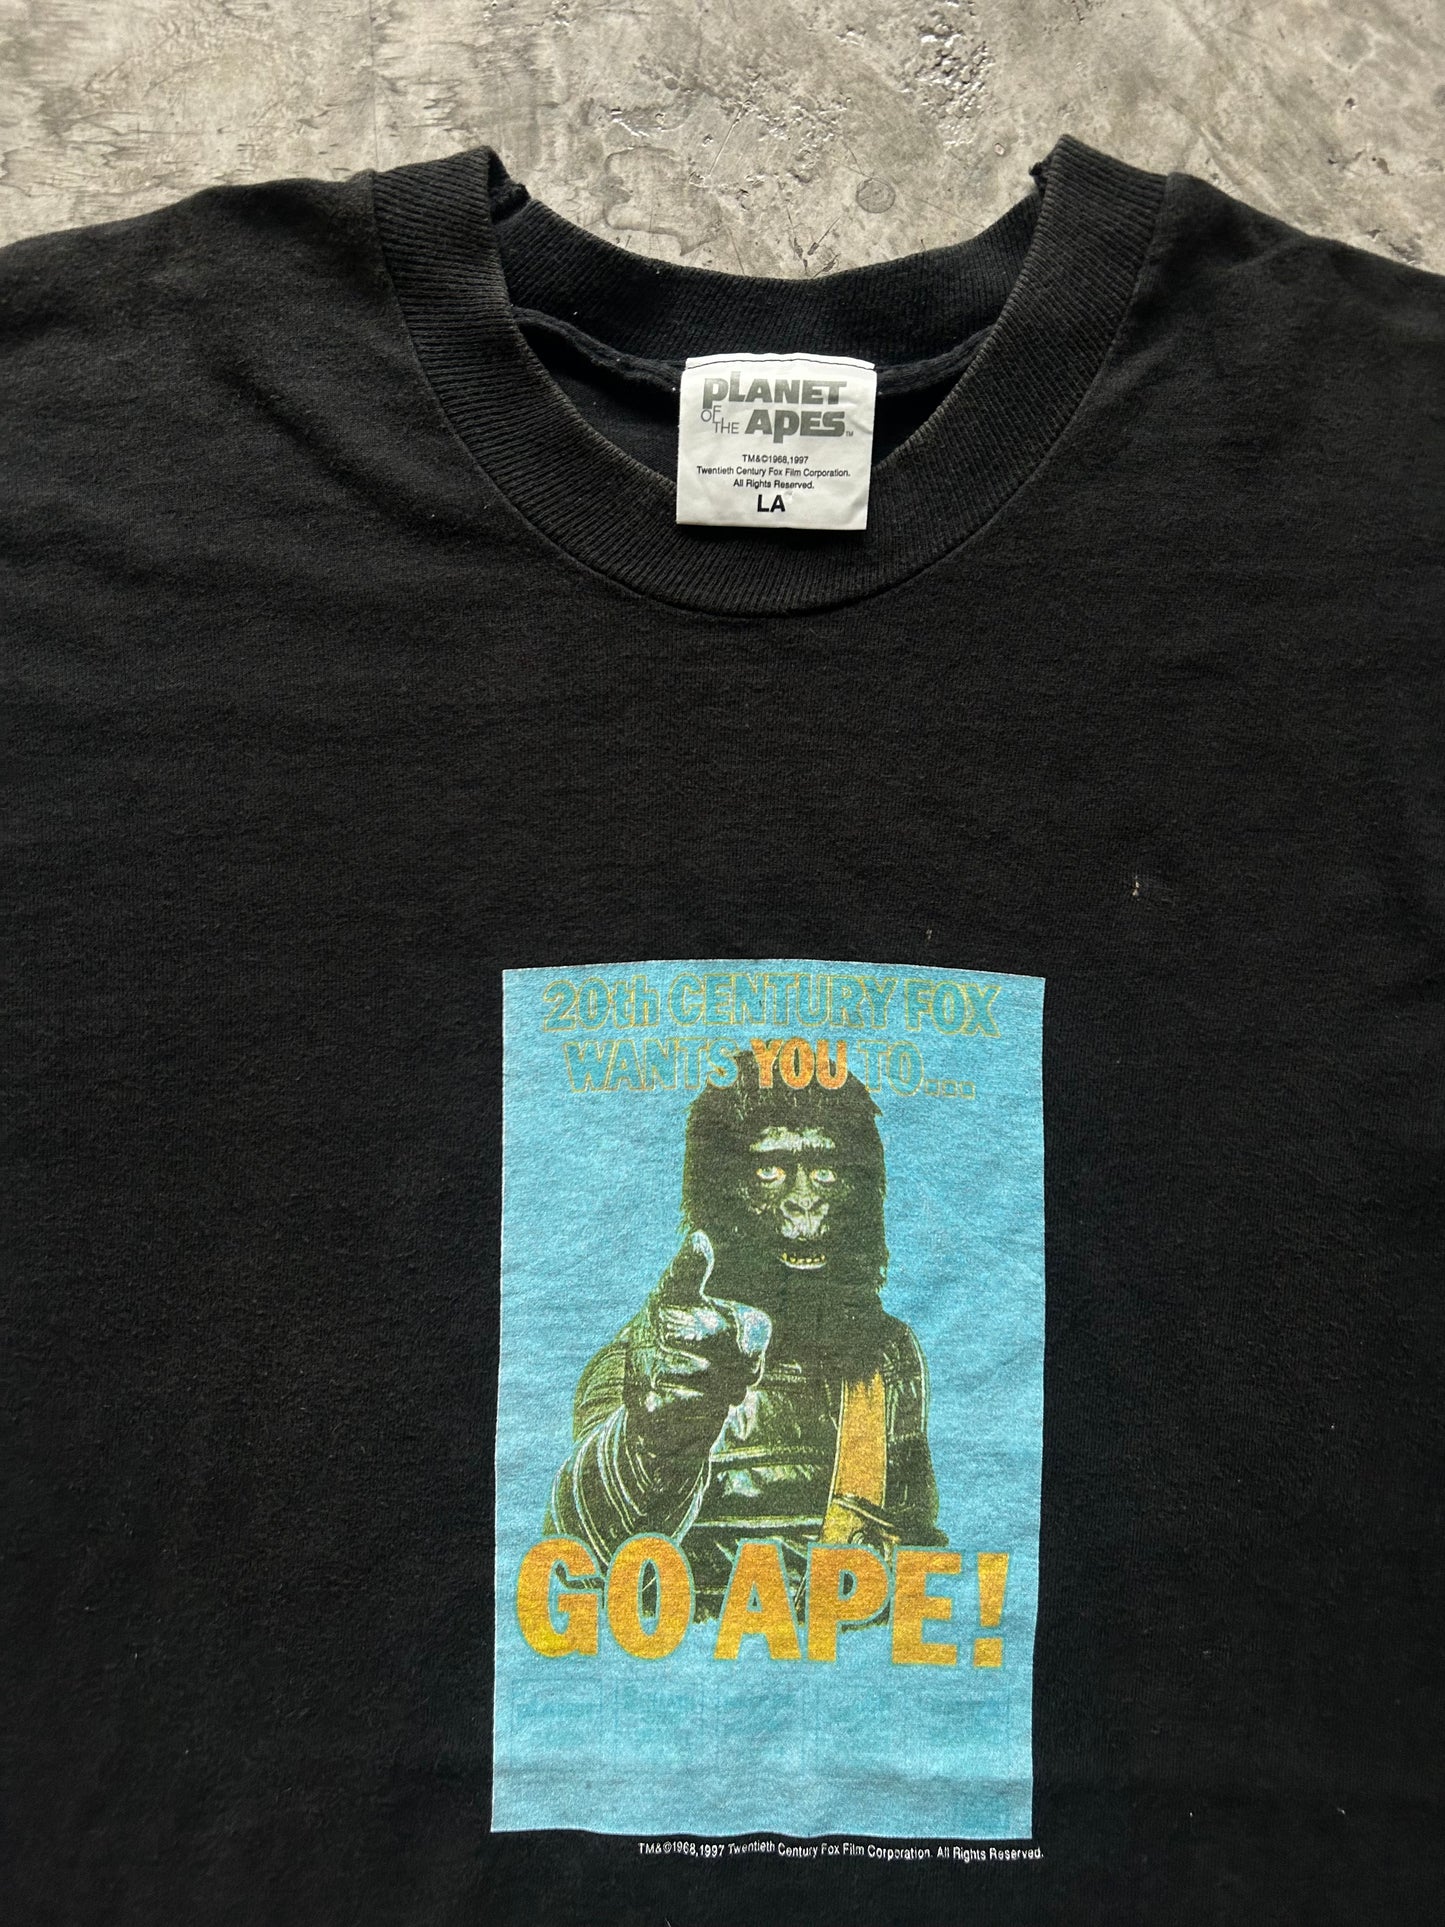 PLANET
OF THE APES™
TM&©1968,1997
Twentieth Century Fox Film Corporation.
All Rights Reserved.
LA
20th CENTURY FOX
WANTS YOU TO...
GO APE!
TM&©1968,1997 Twentieth Century Fox Film Corporation. All Rights Reserved.